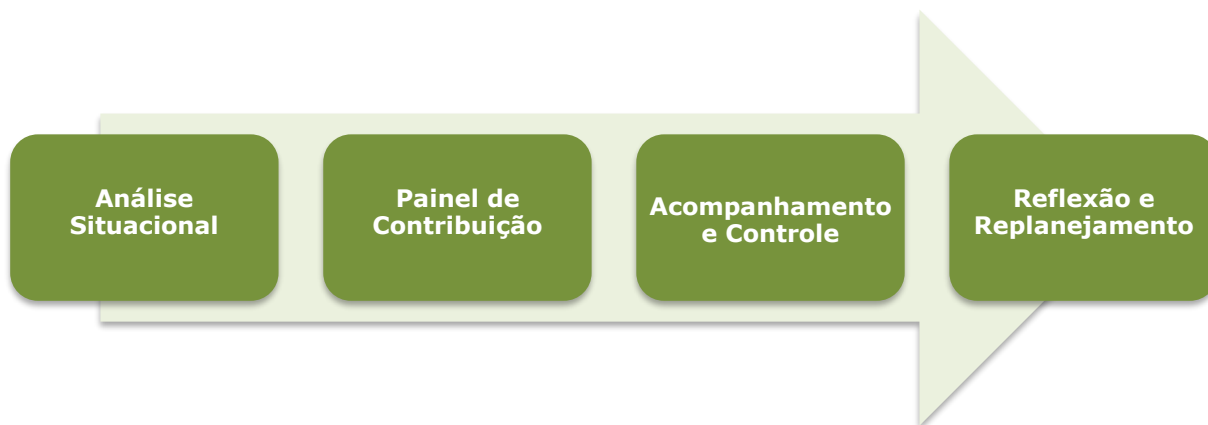 Análise
Situacional
Painel de
Contribuição
Acompanhamento
e Controle
Reflexão e
Replanejamento